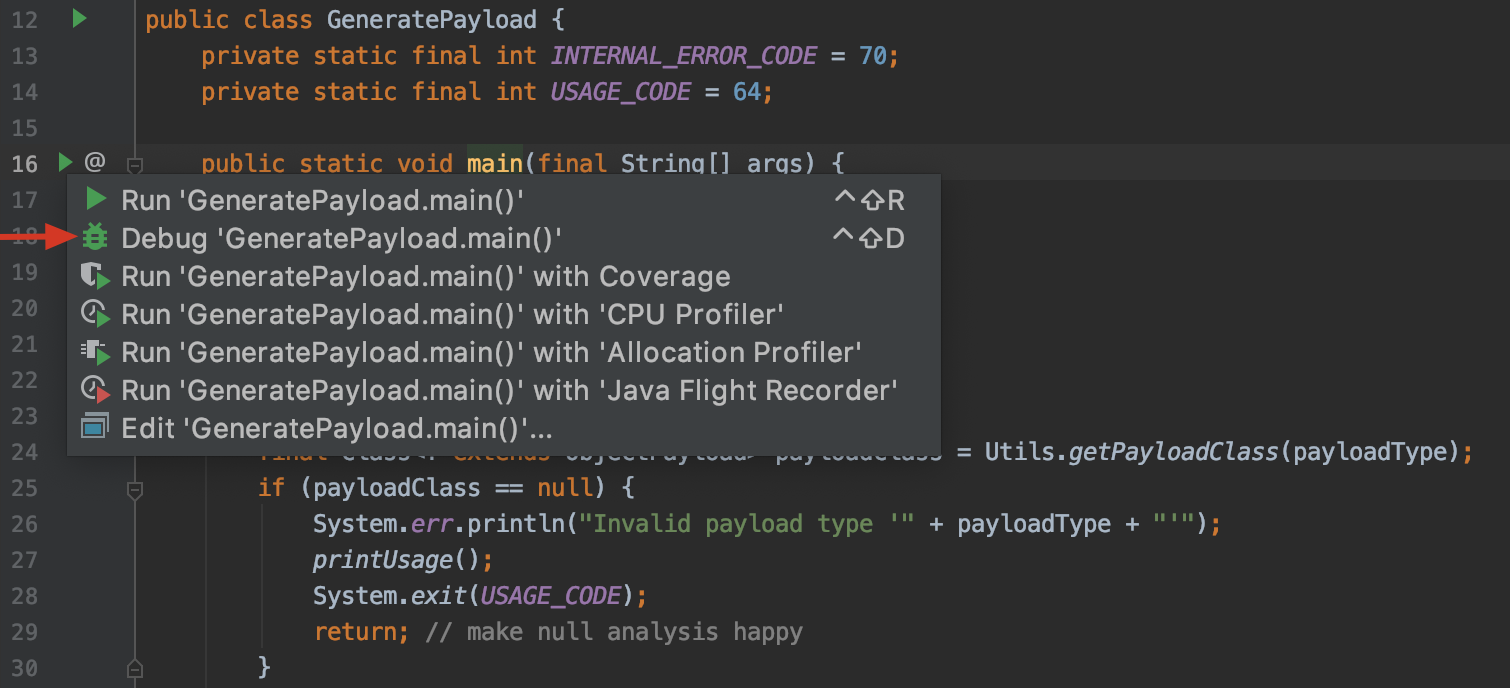 12 public class GeneratePayload {
13 private static final int INTERNAL_ERROR_CODE = 70;
14 private static final int USAGE_CODE = 64;
15
16 @ public static void main(final String[] args) {
17 Run 'GeneratePayload.main()' ^⇧R
18 Debug 'GeneratePayload.main()' ^⇧D
19 Run 'GeneratePayload.main()' with Coverage
20 Run 'GeneratePayload.main()' with 'CPU Profiler'
21 Run 'GeneratePayload.main()' with 'Allocation Profiler'
22 Run 'GeneratePayload.main()' with 'Java Flight Recorder'
23 Edit 'GeneratePayload.main()'...
24 = Utils.getPayloadClass(payloadType);
25 if (payloadClass == null) {
26 System.err.println("Invalid payload type '" + payloadType + "'");
27 printUsage();
28 System.exit(USAGE_CODE);
29 return; // make null analysis happy
30 }